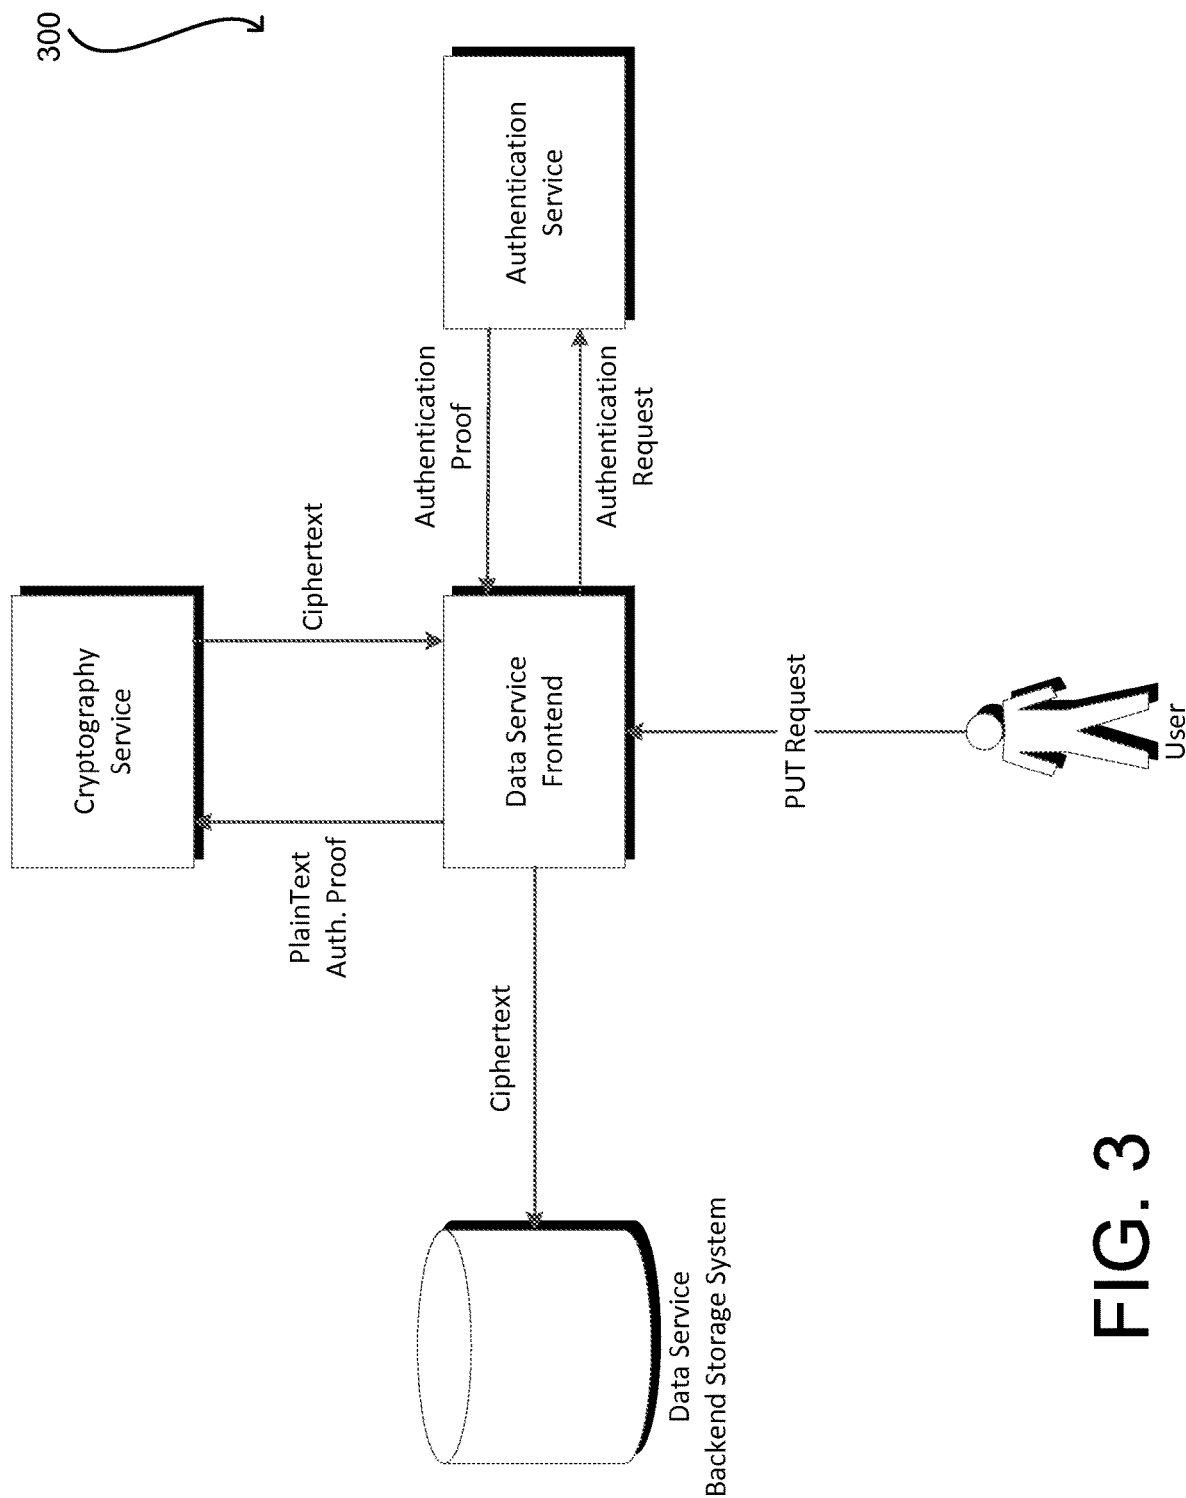 300
Cryptography
Service
PlainText
Auth. Proof
Ciphertext
Data Service
Frontend
Authentication
Proof
Authentication
Request
Authentication
Service
Ciphertext
Data Service
Backend Storage System
PUT Request
User
FIG. 3